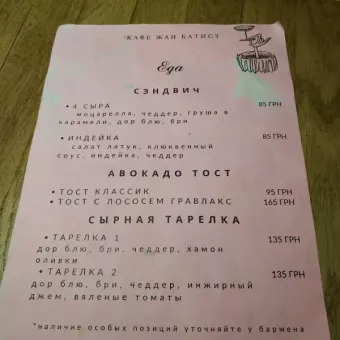 КАФЕ ЖАН БАТИСТ
Еда
СЭНДВИЧ
• 4 СЫРА 85 ГРН
моцарелла, чеддер, груша в
карамели, дор блю, бри
• ИНДЕЙКА 85 ГРН
салат латук, клюквенный
соус, индейка, чеддер
АВОКАДО ТОСТ
• ТОСТ КЛАССИК 95 ГРН
• ТОСТ С ЛОСОСЕМ ГРАВЛАКС 165 ГРН
СЫРНАЯ ТАРЕЛКА
• ТАРЕЛКА 1 135 ГРН
дор блю, бри, чеддер, хамон
оливки
• ТАРЕЛКА 2 135 ГРН
дор блю, бри, чеддер, инжирный
джем, вяленые томаты
*наличие особых позиций уточняйте у бармена